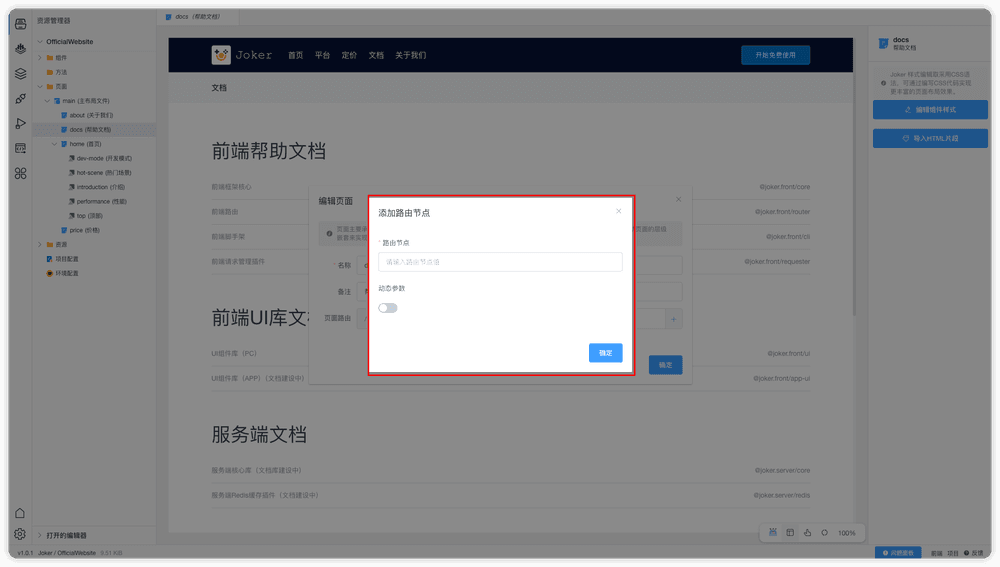 资源管理器
docs (帮助文档)
OfficialWebsite
组件
方法
页面
main (主布局文件)
about (关于我们)
docs (帮助文档)
home (首页)
dev-mode (开发模式)
hot-scene (热门场景)
introduction (介绍)
performance (性能)
top (顶部)
price (价格)
资源
项目配置
环境配置
打开的编辑器
Joker
首页
平台
定价
文档
关于我们
开始免费使用
文档
前端帮助文档
前端框架核心
@joker.front/core
前端路由
@joker.front/router
前端脚手架
@joker.front/cli
前端请求管理插件
@joker.front/requester
前端UI库文
UI组件库（PC）
@joker.front/ui
UI组件库（APP）(文档建设中)
@joker.front/app-ui
服务端文档
服务端核心库（文档库建设中)
@joker.server/core
服务端Redis缓存插件（文档建设中）
@joker.server/redis
编辑页面
* 名称
备注
页面路由
确定
添加路由节点
* 路由节点
请输入路由节点值
动态参数
确定
docs
帮助文档
Joker 样式编辑取采用CSS语
法，可通过编写CSS代码实现
更丰富的页面布局效果。
编辑组件样式
导入HTML片段
100%
v1.0.1
Joker / OfficialWebsite
9.51 KB
问题面板
前端
项目
反馈